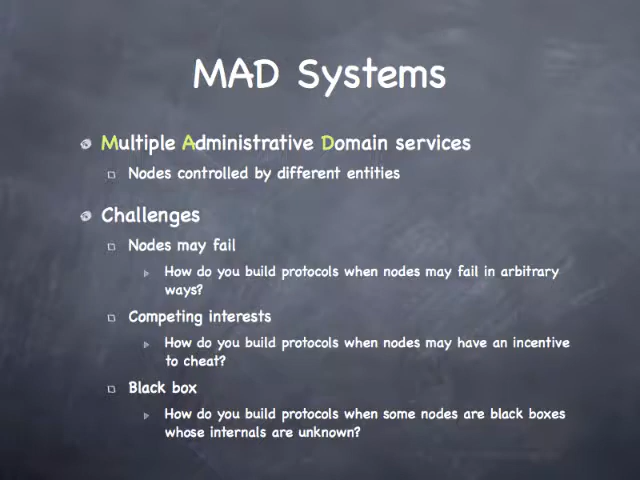 MAD Systems
Multiple Administrative Domain services
Nodes controlled by different entities
Challenges
Nodes may fail
How do you build protocols when nodes may fail in arbitrary
ways?
Competing interests
How do you build protocols when nodes may have an incentive
to cheat?
Black box
How do you build protocols when some nodes are black boxes
whose internals are unknown?